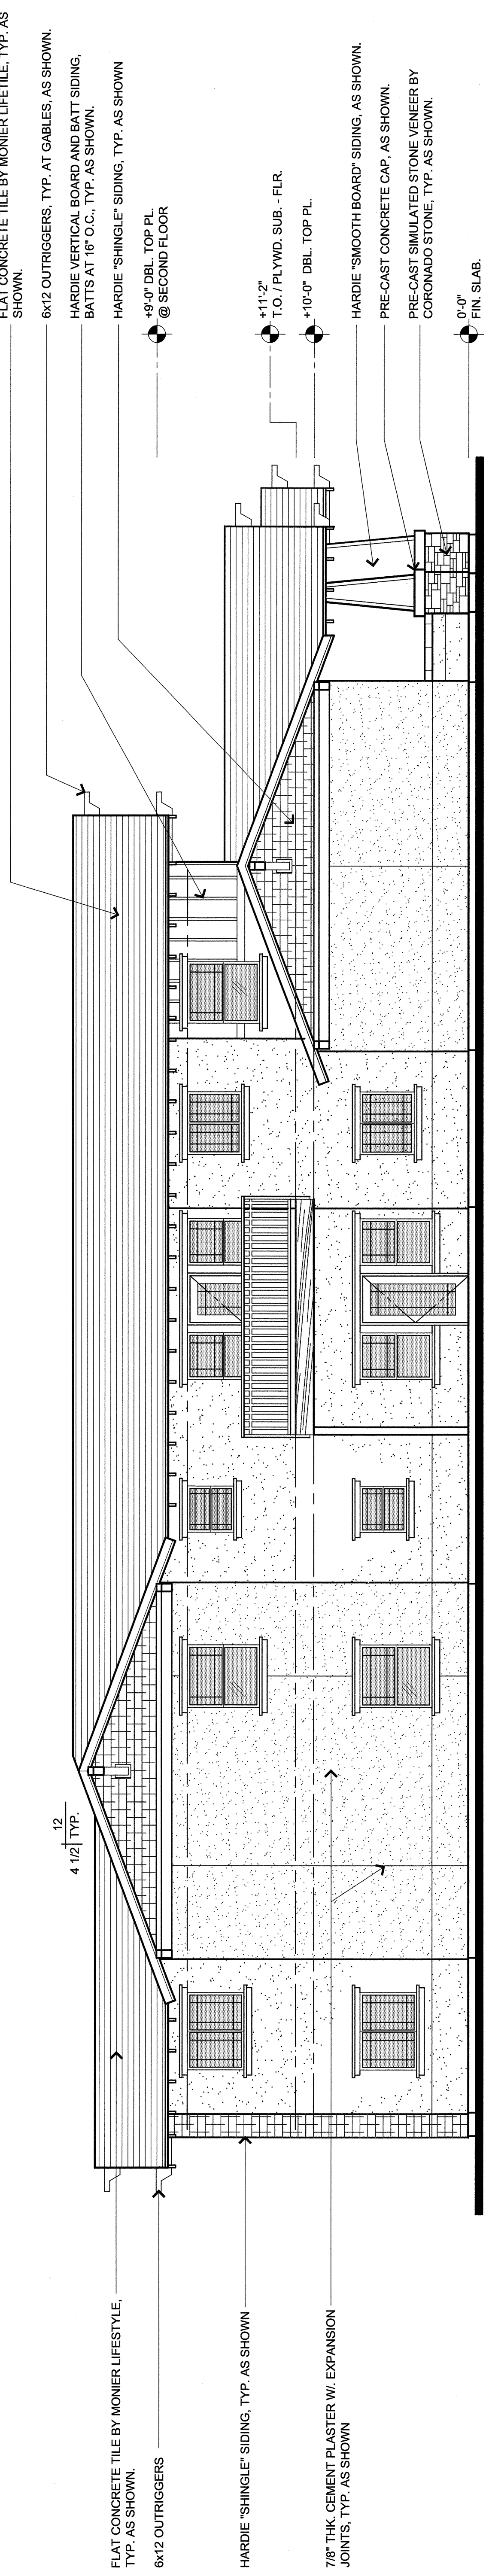 FLAT CONCRETE TILE BY MONIER LIFETILE, TYP. AS
SHOWN.
6x12 OUTRIGGERS, TYP. AT GABLES, AS SHOWN.
HARDIE VERTICAL BOARD AND BATT SIDING,
BATTS AT 16" O.C., TYP. AS SHOWN.
HARDIE "SHINGLE" SIDING, TYP. AS SHOWN
+9'-0" DBL. TOP PL.
@ SECOND FLOOR
+11'-2"
T.O. / PLYWD. SUB. - FLR.
+10'-0" DBL. TOP PL.
HARDIE "SMOOTH BOARD" SIDING, AS SHOWN.
PRE-CAST CONCRETE CAP, AS SHOWN.
PRE-CAST SIMULATED STONE VENEER BY
CORONADO STONE, TYP. AS SHOWN.
0'-0"
FIN. SLAB.
12
4 1/2 TYP.
FLAT CONCRETE TILE BY MONIER LIFESTYLE,
TYP. AS SHOWN.
6x12 OUTRIGGERS
HARDIE "SHINGLE" SIDING, TYP. AS SHOWN
7/8" THK. CEMENT PLASTER W/. EXPANSION
JOINTS, TYP. AS SHOWN